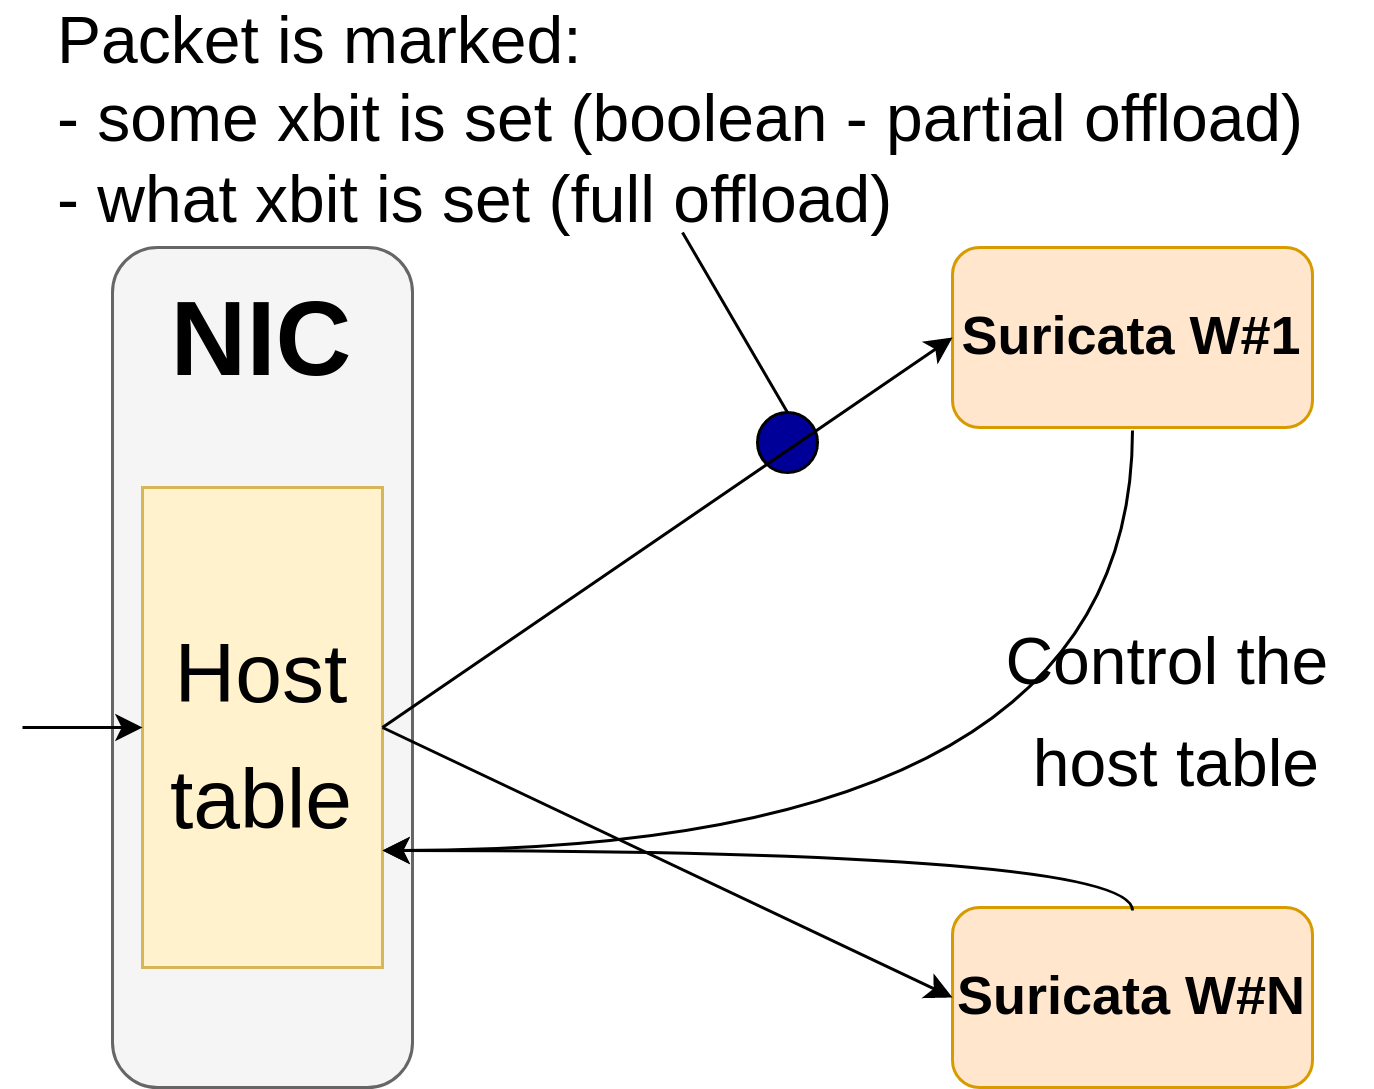 Packet is marked:
- some xbit is set (boolean - partial offload)
- what xbit is set (full offload)
NIC
Suricata W#1
Host
table
Control the
host table
Suricata W#N